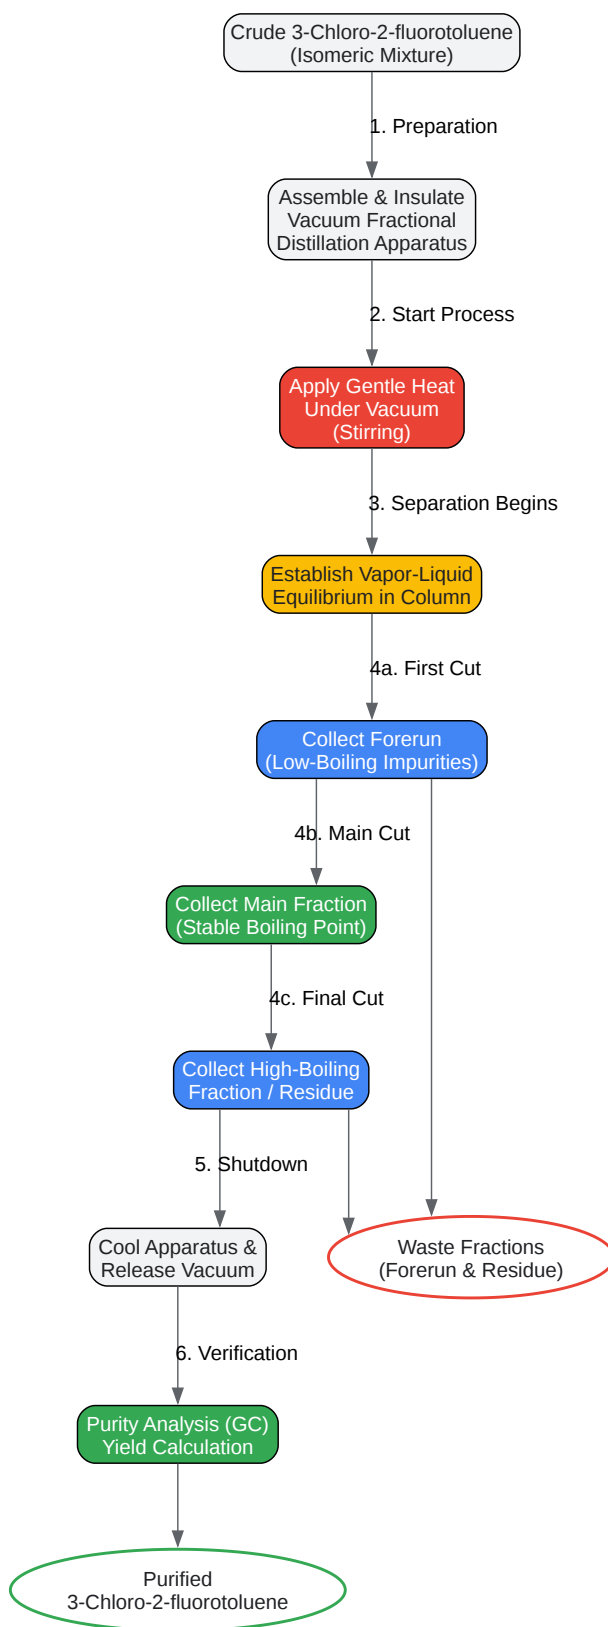 Crude 3-Chloro-2-fluorotoluene
(Isomeric Mixture)
1. Preparation
Assemble & Insulate
Vacuum Fractional
Distillation Apparatus
2. Start Process
Apply Gentle Heat
Under Vacuum
(Stirring)
3. Separation Begins
Establish Vapor-Liquid
Equilibrium in Column
4a. First Cut
Collect Forerun
(Low-Boiling Impurities)
4b. Main Cut
Collect Main Fraction
(Stable Boiling Point)
4c. Final Cut
Collect High-Boiling
Fraction / Residue
5. Shutdown
Cool Apparatus &
Release Vacuum
Waste Fractions
(Forerun & Residue)
6. Verification
Purity Analysis (GC)
Yield Calculation
Purified
3-Chloro-2-fluorotoluene